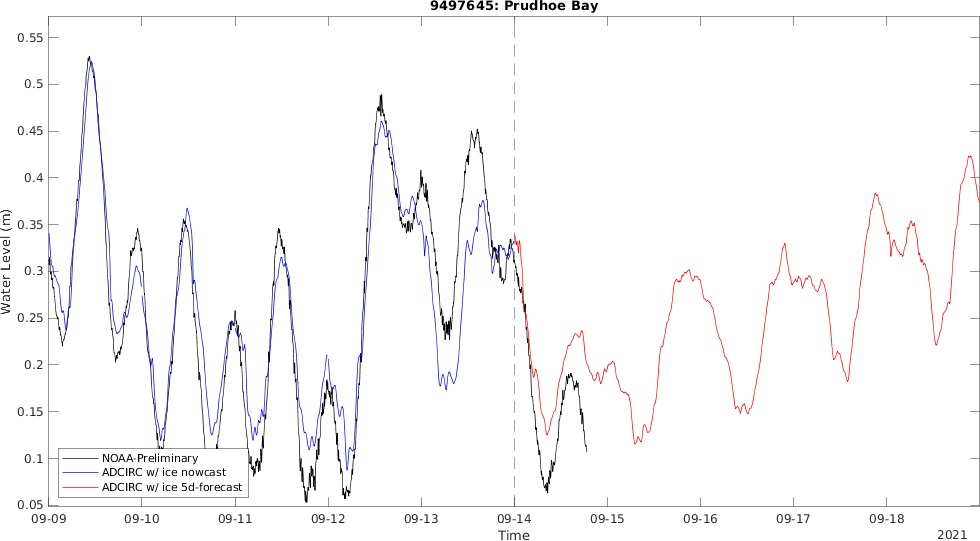 9497645: Prudhoe Bay
0.55
0.5
0.45
0.4
0.35
0.3
0.25
0.2
0.15
0.1
0.05
Water Level (m)
NOAA-Preliminary
ADCIRC w/ ice nowcast
ADCIRC w/ ice 5d-forecast
09-09 09-10 09-11 09-12 09-13 09-14 09-15 09-16 09-17 09-18
Time
2021